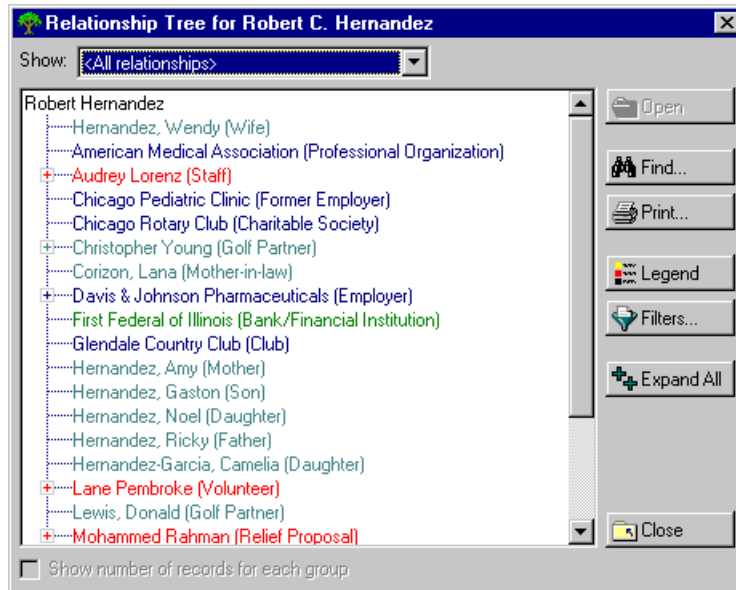 Relationship Tree for Robert C. Hernandez
Show: <All relationships>
Robert Hernandez
Hernandez, Wendy (Wife)
American Medical Association (Professional Organization)
Audrey Lorenz (Staff)
Chicago Pediatric Clinic (Former Employer)
Chicago Rotary Club (Charitable Society)
Christopher Young (Golf Partner)
Corizon, Lana (Mother-in-law)
Davis & Johnson Pharmaceuticals (Employer)
First Federal of Illinois (Bank/Financial Institution)
Glendale Country Club (Club)
Hernandez, Amy (Mother)
Hernandez, Gaston (Son)
Hernandez, Noel (Daughter)
Hernandez, Ricky (Father)
Hernandez-Garcia, Camelia (Daughter)
Lane Pembroke (Volunteer)
Lewis, Donald (Golf Partner)
Mohammed Rahman (Relief Proposal)
Open
Find...
Print...
Legend
Filters...
Expand All
Close
Show number of records for each group